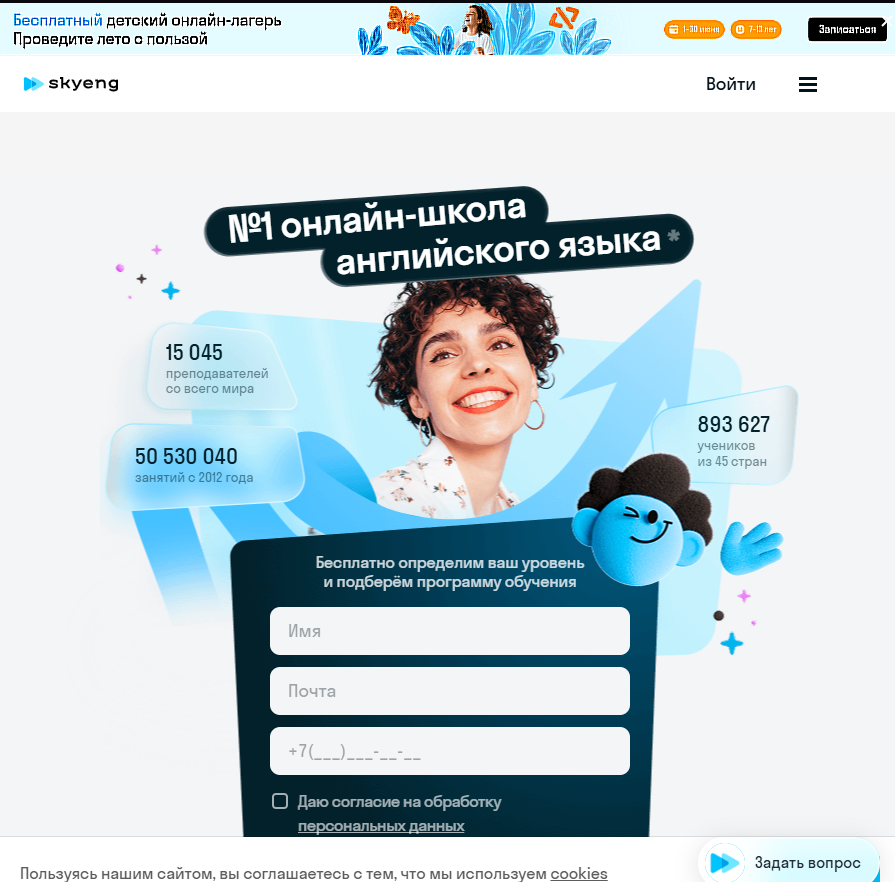 Бесплатный детский онлайн-лагерь
Проведите лето с пользой
1-30 июня
7-13 лет
Записаться
skyeng
Войти
№1 онлайн-школа
английского языка *
15 045
преподавателей
со всего мира
50 530 040
занятий с 2012 года
893 627
учеников
из 45 стран
Бесплатно определим ваш уровень
и подберём программу обучения
Имя
Почта
+7(___)___-__-__
Даю согласие на обработку
персональных данных
Пользуясь нашим сайтом, вы соглашаетесь с тем, что мы используем cookies
Задать вопрос